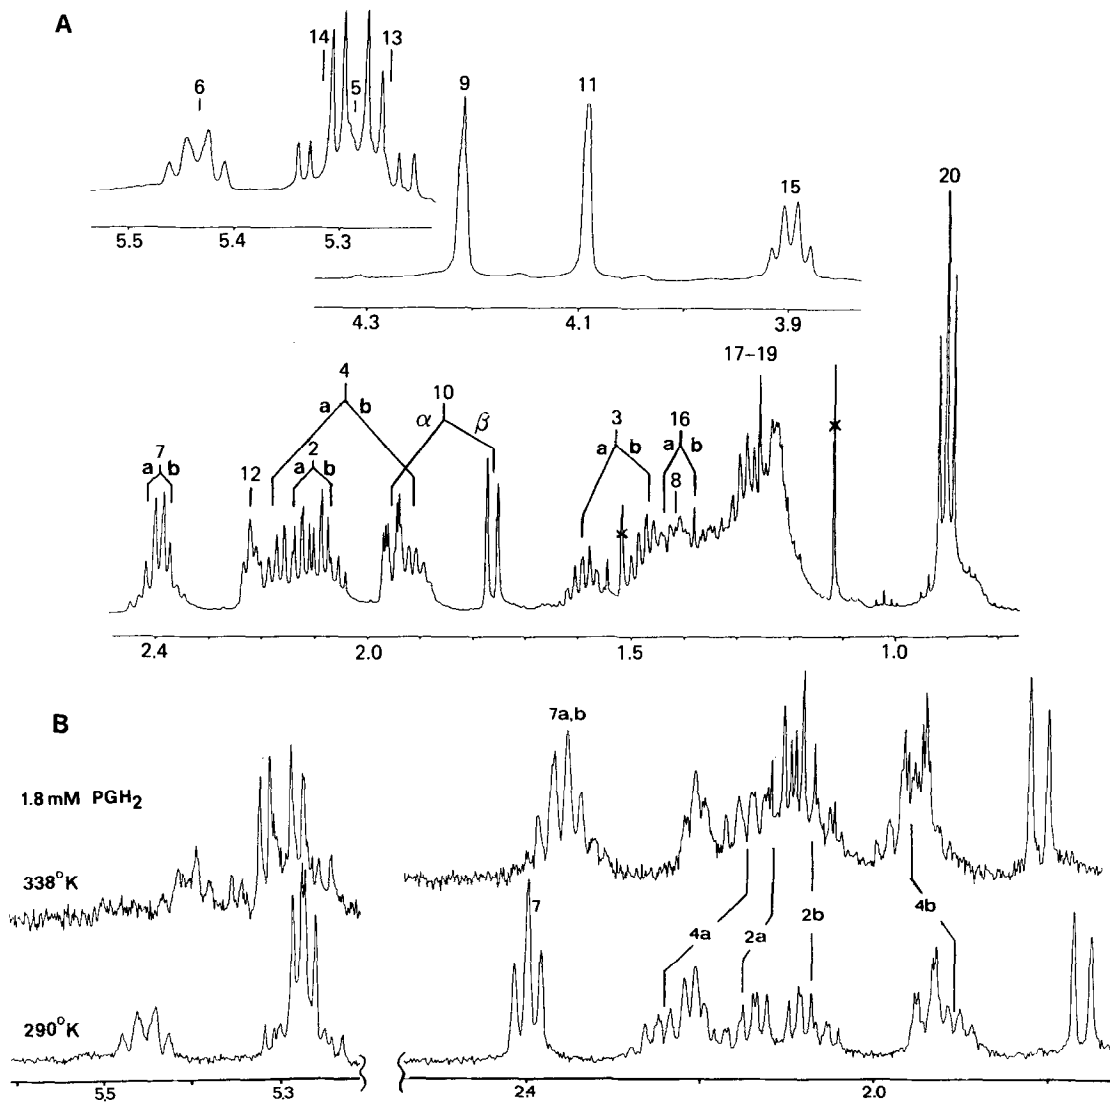 A
14 13
6 5
9 11
15
20
5.5 5.4 5.3
4.3 4.1 3.9
17–19
4
a b
10
α β
7
a b
12
2
a b
3
a b
16
a b
8
x
x
2.4 2.0 1.5 1.0
B
7a,b
1.8 mM PGH2
338°K
7
4a 2a 2b 4b
290°K
5.5 5.3 2.4 2.0